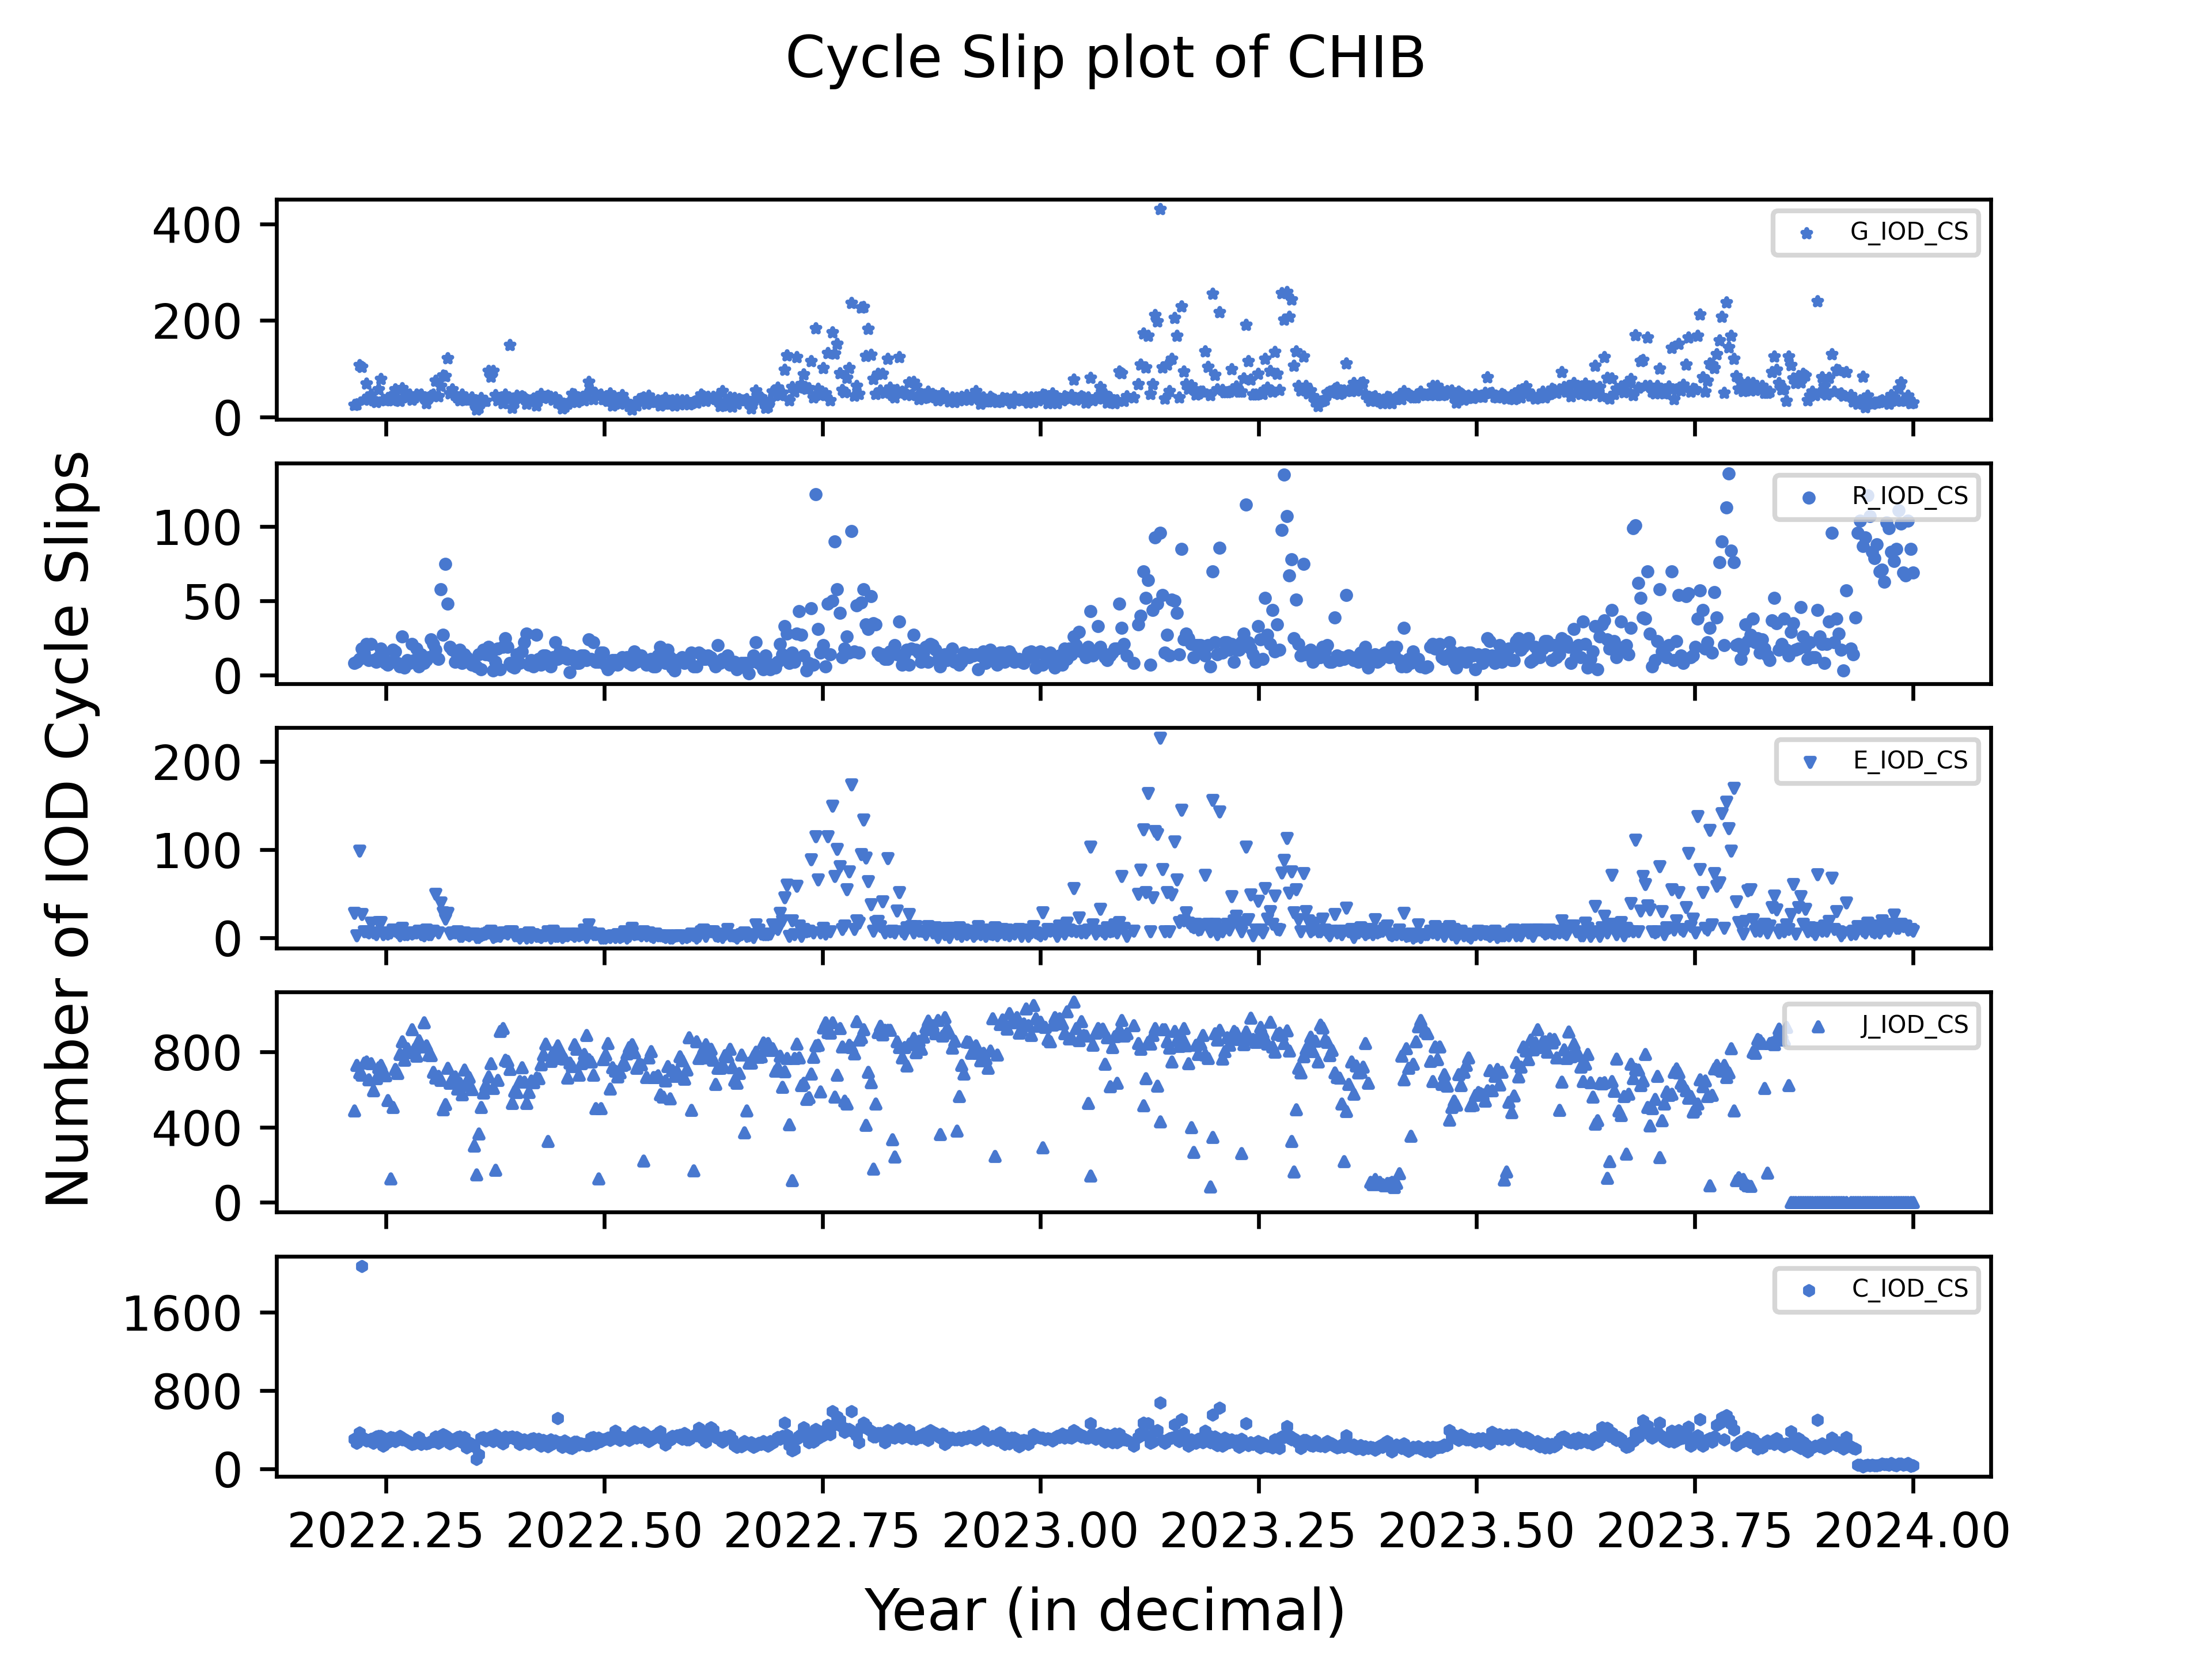 Cycle Slip plot of CHIB
Number of IOD Cycle Slips
400
200
0
G_IOD_CS
100
50
0
R_IOD_CS
200
100
0
E_IOD_CS
800
400
0
J_IOD_CS
1600
800
0
C_IOD_CS
2022.25 2022.50 2022.75 2023.00 2023.25 2023.50 2023.75 2024.00
Year (in decimal)